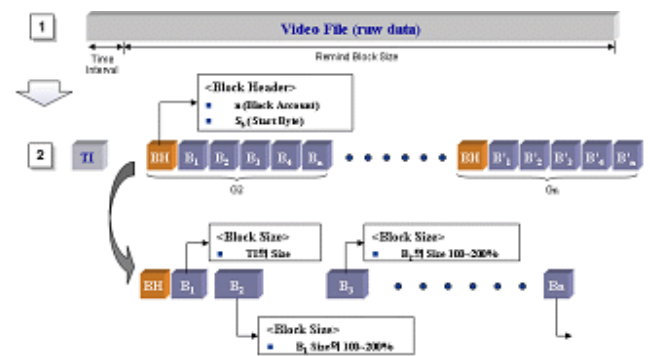 1
Video File (raw data)
Time
Interval
Remind Block Size
<Block Header>
n (Block Account)
Sb (Start Byte)
2
TI
BH B1 B2 B3 B4 Bn
BH B'1 B'2 B'3 B'4 B'n
G2
Gn
<Block Size>
TI의 Size
<Block Size>
의 Size 100~200%
BH B1 B2 B3 Bn
<Block Size>
B1 Size의 100~200%